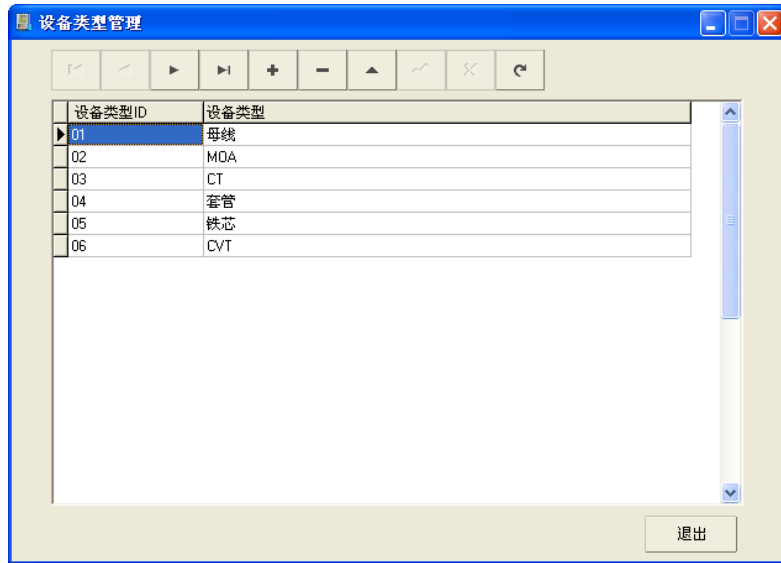 设备类型管理
设备类型ID 设备类型
01 母线
02 MOA
03 CT
04 套管
05 铁芯
06 CVT
退出